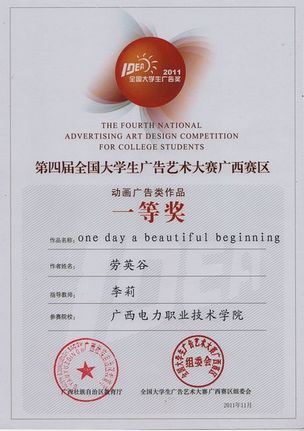 IDEA
2011
全国大学生广告奖
THE FOURTH NATIONAL
ADVERTISING ART DESIGN COMPETITION
FOR COLLEGE STUDENTS
第四届全国大学生广告艺术大赛广西赛区
动画广告类作品
一等奖
作品名称: one day a beautiful beginning
作者姓名: 劳英谷
指导教师: 李莉
参赛院校: 广西电力职业技术学院
组委会
广西壮族自治区教育厅 全国大学生广告艺术大赛广西赛区组委会
2011年11月